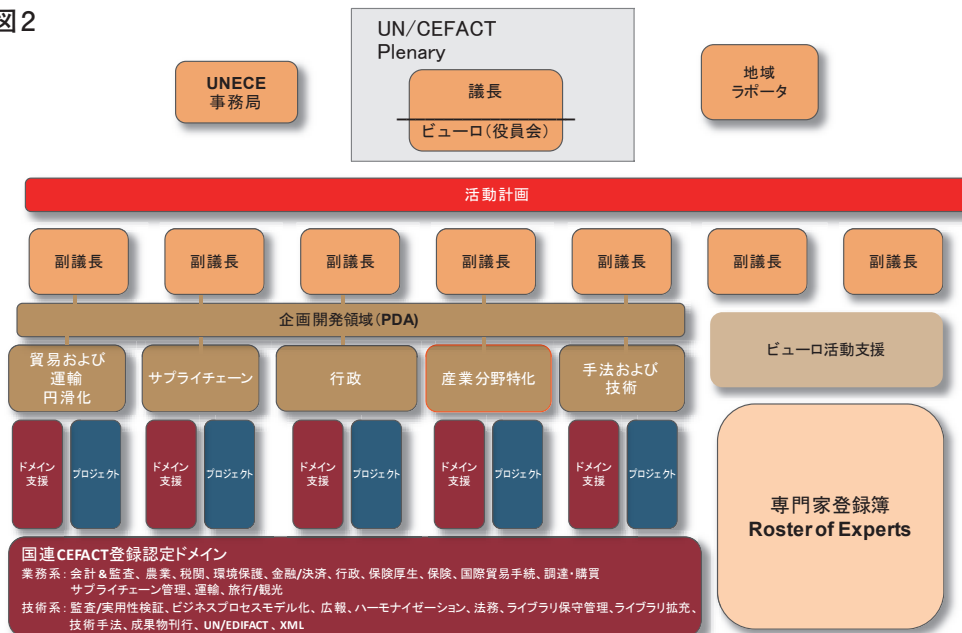 図2
UN/CEFACT
Plenary
UNECE
事務局
議長
ビューロ(役員会)
地域
ラポータ
活動計画
副議長
副議長
副議長
副議長
副議長
副議長
副議長
企画開発領域(PDA)
貿易および
運輸
円滑化
サプライチェーン
行政
産業分野特化
手法および
技術
ビューロ活動支援
ドメイン
支援
プロジェクト
ドメイン
支援
プロジェクト
ドメイン
支援
プロジェクト
ドメイン
支援
プロジェクト
ドメイン
支援
プロジェクト
専門家登録簿
Roster of Experts
国連CEFACT登録認定ドメイン
業務系：会計&監査、農業、税関、環境保護、金融/決済、行政、保険厚生、保険、国際貿易手続、調達・購買
サプライチェーン管理、運輸、旅行/観光
技術系：監査/実用性検証、ビジネスプロセスモデル化、広報、ハーモナイゼーション、法務、ライブラリ保守管理、ライブラリ拡充、
技術手法、成果物刊行、UN/EDIFACT、XML